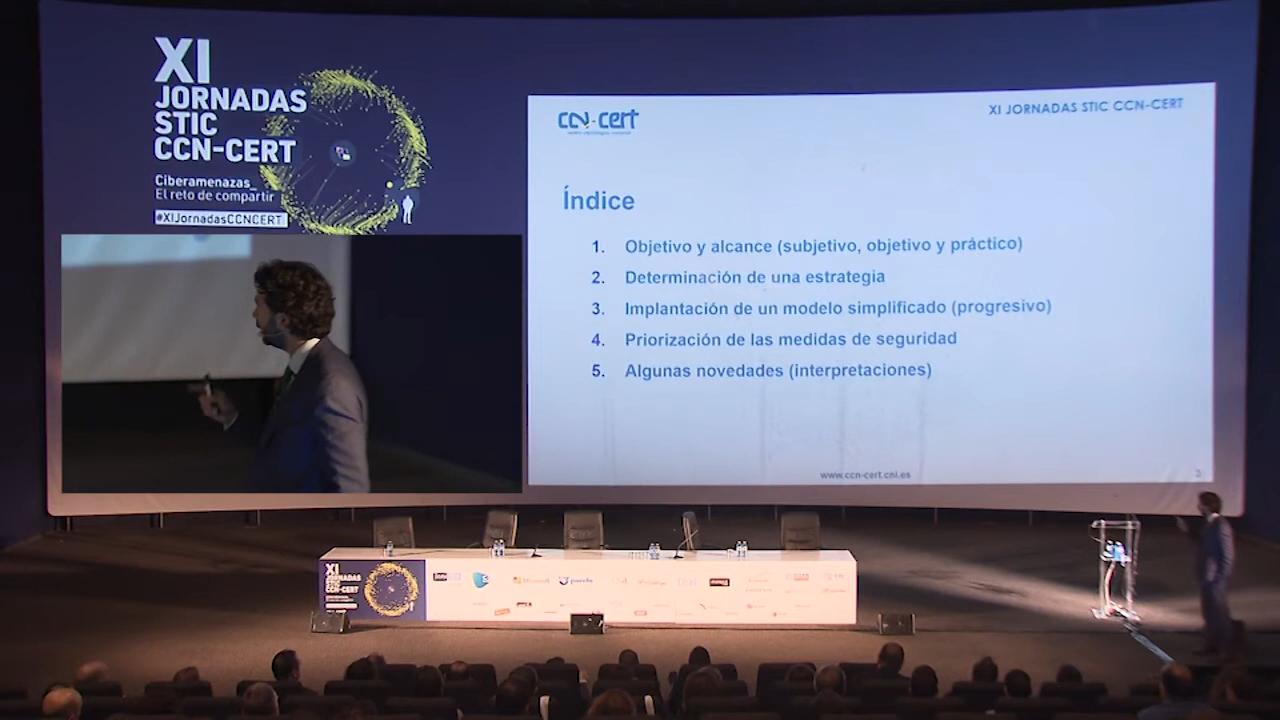 XI
JORNADAS
STIC
CCN-CERT
Ciberamenazas_
El reto de compartir
#XIJornadasCCNCERT
ccn-cert
XI JORNADAS STIC CCN-CERT
Índice
1. Objetivo y alcance (subjetivo, objetivo y práctico)
2. Determinación de una estrategia
3. Implantación de un modelo simplificado (progresivo)
4. Priorización de las medidas de seguridad
5. Algunas novedades (interpretaciones)
www.ccn-cert.cni.es
XI
JORNADAS
STIC
CCN-CERT
Microsoft